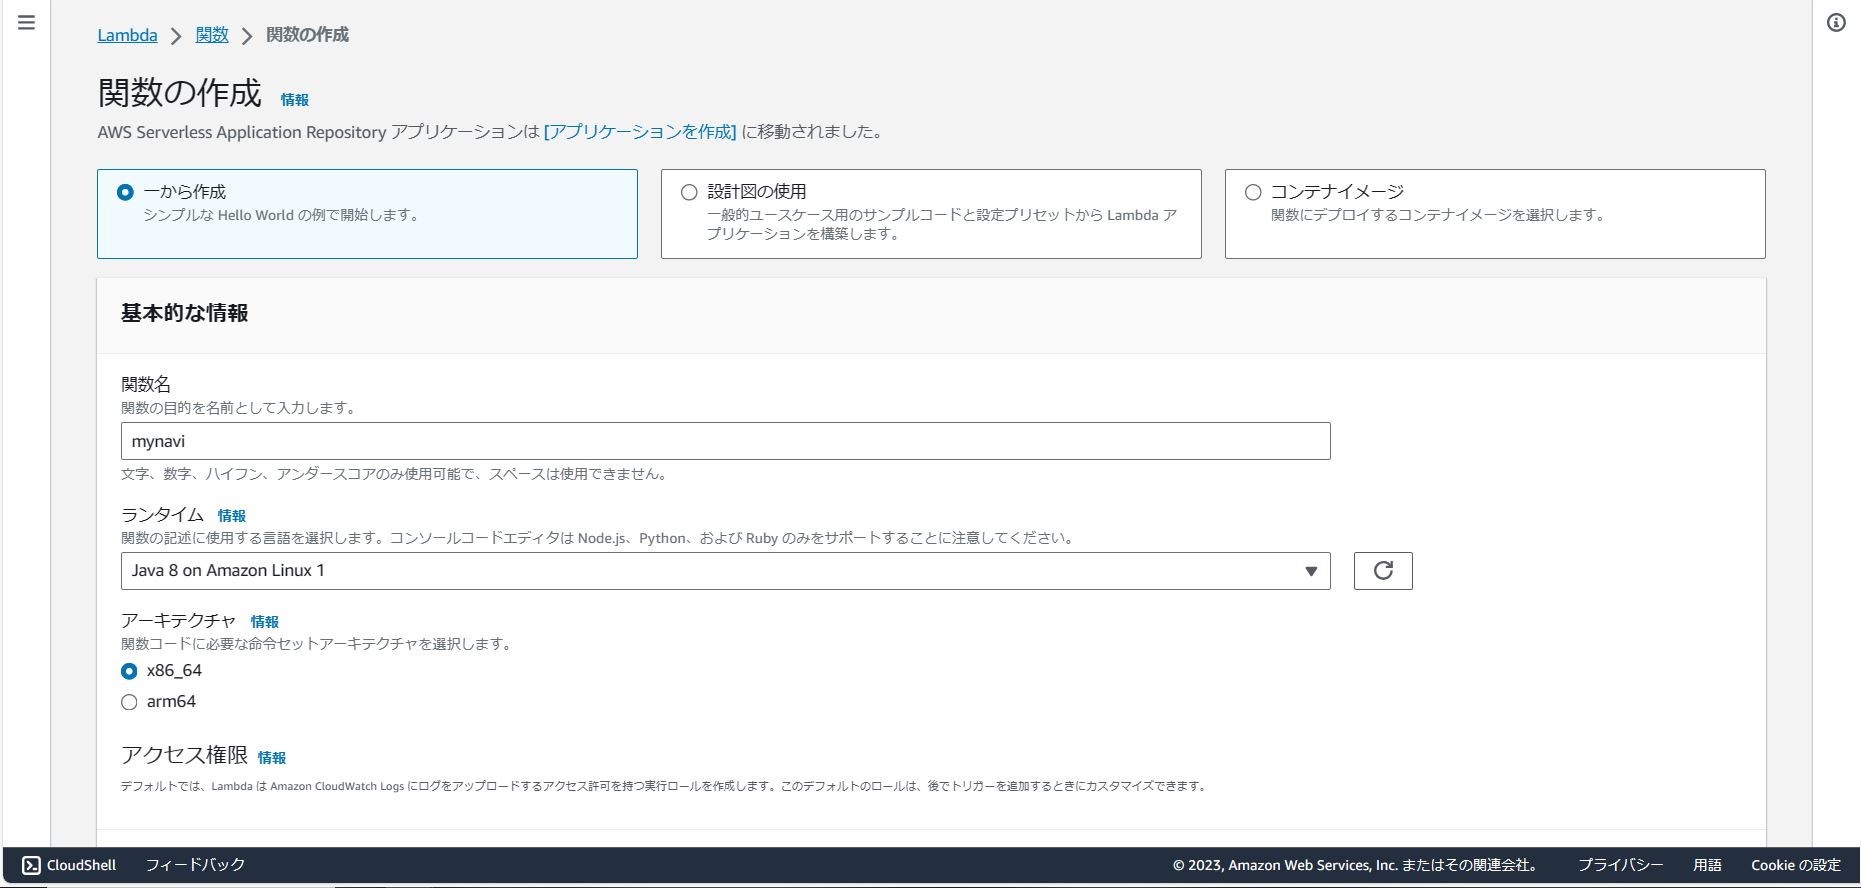 Lambda > 関数 > 関数の作成
関数の作成 情報
AWS Serverless Application Repository アプリケーションは [アプリケーションを作成] に移動されました。
一から作成
シンプルな Hello World の例で開始します。
設計図の使用
一般的ユースケース用のサンプルコードと設定プリセットから Lambda ア
プリケーションを構築します。
コンテナイメージ
関数にデプロイするコンテナイメージを選択します。
基本的な情報
関数名
関数の目的を名前として入力します。
mynavi
文字、数字、ハイフン、アンダースコアのみ使用可能で、スペースは使用できません。
ランタイム 情報
関数の記述に使用する言語を選択します。コンソールコードエディタは Node.js、Python、および Ruby のみをサポートすることに注意してください。
Java 8 on Amazon Linux 1
アーキテクチャ 情報
関数コードに必要な命令セットアーキテクチャを選択します。
x86_64
arm64
アクセス権限 情報
デフォルトでは、Lambda は Amazon CloudWatch Logs にログをアップロードするアクセス許可を持つ実行ロールを作成します。このデフォルトのロールは、後でトリガーを追加するときにカスタマイズできます。
CloudShell フィードバック © 2023, Amazon Web Services, Inc. またはその関連会社。 プライバシー 用語 Cookie の設定